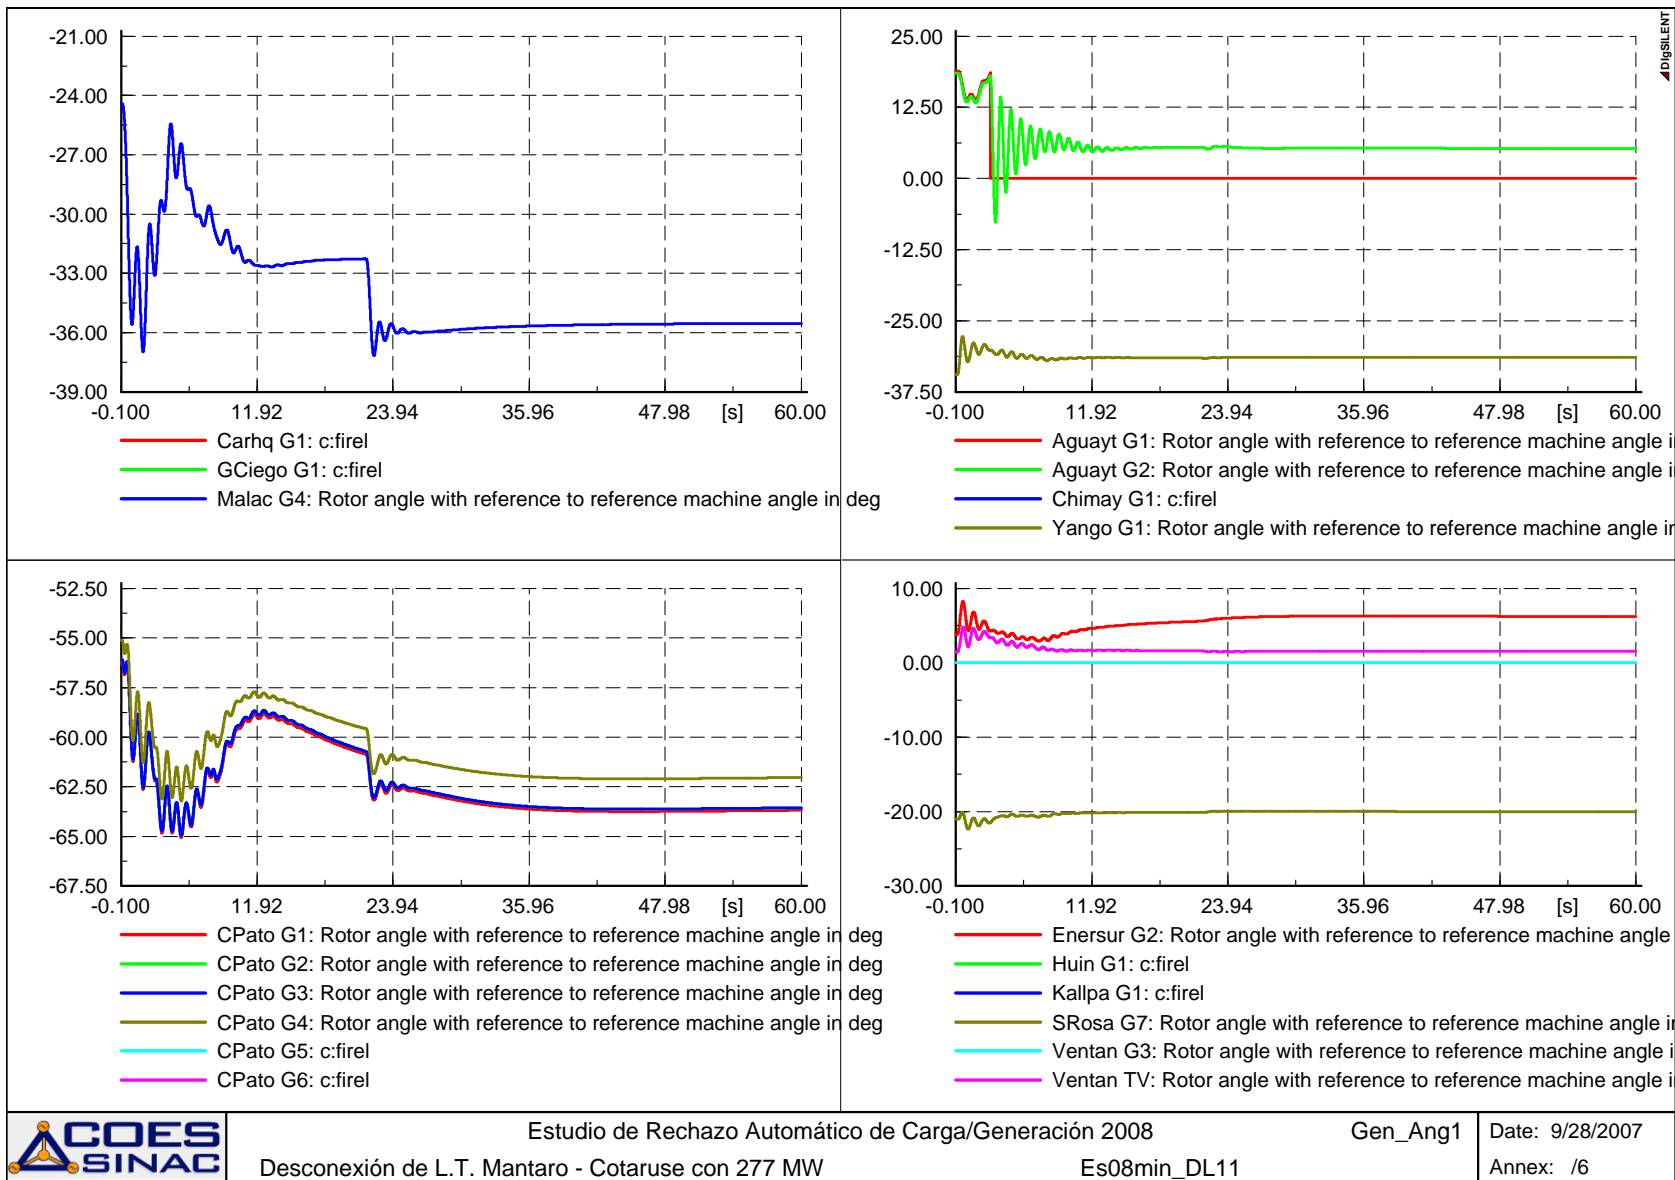 DIgSILENT
-21.00
-24.00
-27.00
-30.00
-33.00
-36.00
-39.00
-0.100 11.92 23.94 35.96 47.98 [s] 60.00
Carhq G1: c:firel
GCiego G1: c:firel
Malac G4: Rotor angle with reference to reference machine angle in deg
25.00
12.50
0.00
-12.50
-25.00
-37.50
-0.100 11.92 23.94 35.96 47.98 [s] 60.00
Aguayt G1: Rotor angle with reference to reference machine angle i
Aguayt G2: Rotor angle with reference to reference machine angle i
Chimay G1: c:firel
Yango G1: Rotor angle with reference to reference machine angle i
-52.50
-55.00
-57.50
-60.00
-62.50
-65.00
-67.50
-0.100 11.92 23.94 35.96 47.98 [s] 60.00
CPato G1: Rotor angle with reference to reference machine angle in deg
CPato G2: Rotor angle with reference to reference machine angle in deg
CPato G3: Rotor angle with reference to reference machine angle in deg
CPato G4: Rotor angle with reference to reference machine angle in deg
CPato G5: c:firel
CPato G6: c:firel
10.00
0.00
-10.00
-20.00
-30.00
-0.100 11.92 23.94 35.96 47.98 [s] 60.00
Enersur G2: Rotor angle with reference to reference machine angle
Huin G1: c:firel
Kallpa G1: c:firel
SRosa G7: Rotor angle with reference to reference machine angle i
Ventan G3: Rotor angle with reference to reference machine angle i
Ventan TV: Rotor angle with reference to reference machine angle i
COES
SINAC
Estudio de Rechazo Automático de Carga/Generación 2008 Gen_Ang1
Desconexión de L.T. Mantaro - Cotaruse con 277 MW Es08min_DL11
Date: 9/28/2007
Annex: /6